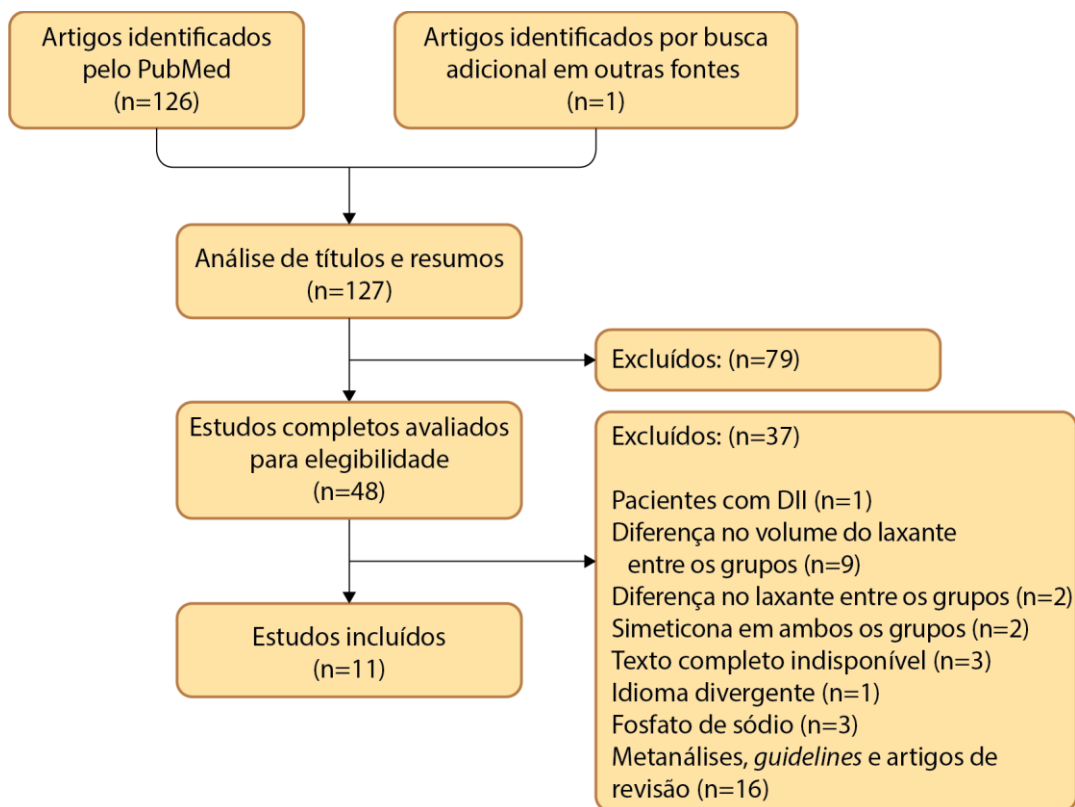 Artigos identificados
pelo PubMed
(n=126)
Artigos identificados por busca
adicional em outras fontes
(n=1)
Análise de títulos e resumos
(n=127)
Excluídos: (n=79)
Estudos completos avaliados
para elegibilidade
(n=48)
Excluídos: (n=37)
Pacientes com DII (n=1)
Diferença no volume do laxante
entre os grupos (n=9)
Diferença no laxante entre os grupos (n=2)
Simeticona em ambos os grupos (n=2)
Texto completo indisponível (n=3)
Idioma divergente (n=1)
Fosfato de sódio (n=3)
Metanálises, guidelines e artigos de
revisão (n=16)
Estudos incluídos
(n=11)